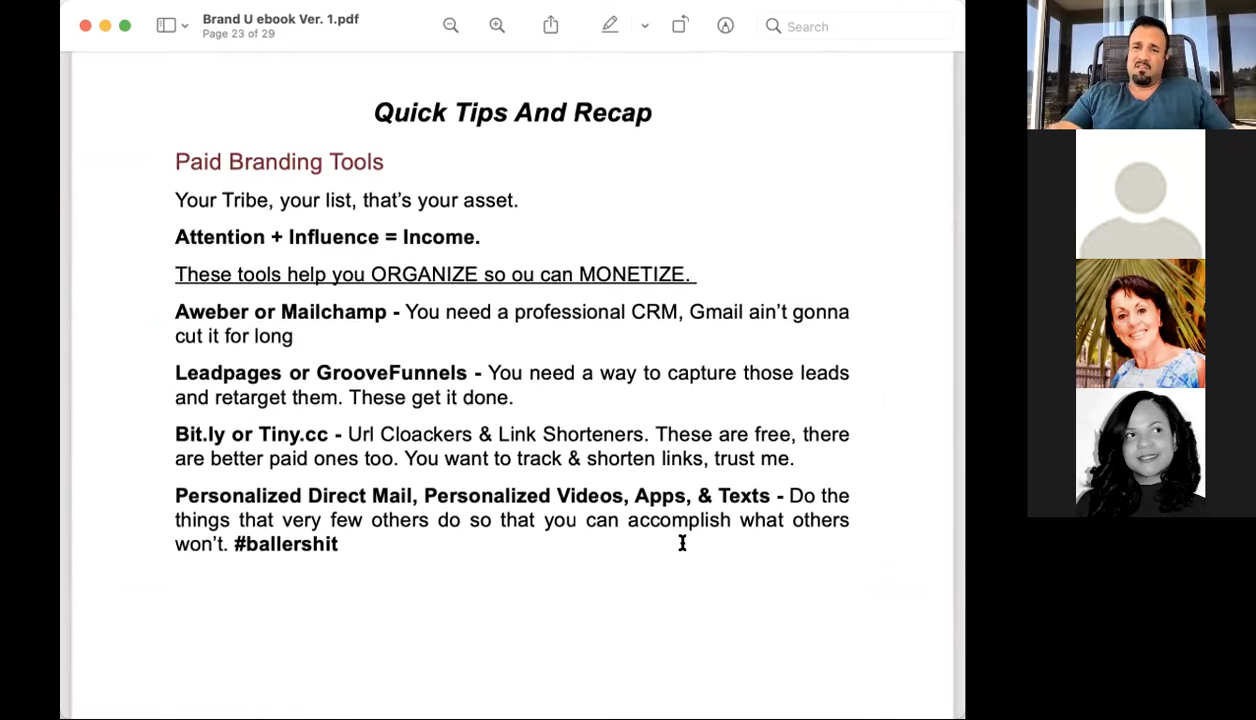 Brand U ebook Ver. 1.pdf
Page 23 of 29
Search
Quick Tips And Recap
Paid Branding Tools
Your Tribe, your list, that's your asset.
Attention + Influence = Income.
These tools help you ORGANIZE so ou can MONETIZE.
Aweber or Mailchamp - You need a professional CRM, Gmail ain't gonna
cut it for long
Leadpages or GrooveFunnels - You need a way to capture those leads
and retarget them. These get it done.
Bit.ly or Tiny.cc - Url Cloackers & Link Shorteners. These are free, there
are better paid ones too. You want to track & shorten links, trust me.
Personalized Direct Mail, Personalized Videos, Apps, & Texts - Do the
things that very few others do so that you can accomplish what others
won't. #ballershit